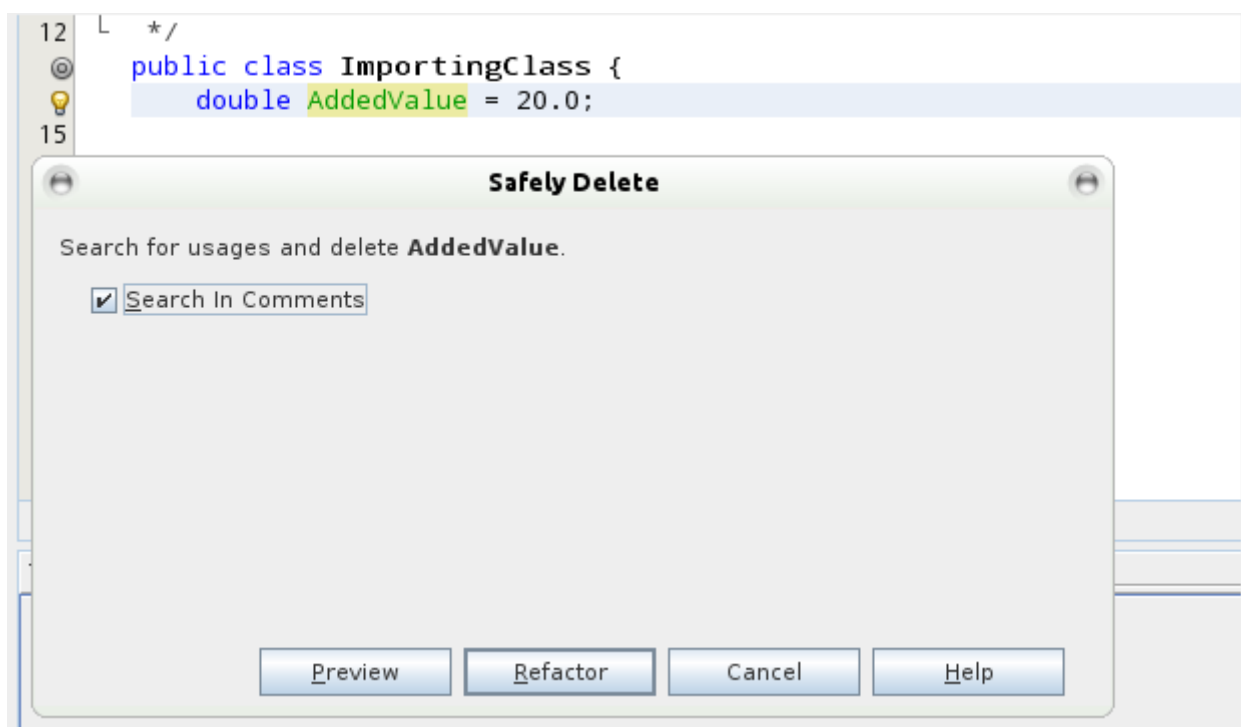 12 */
public class ImportingClass {
double AddedValue = 20.0;
15
Safely Delete
Search for usages and delete AddedValue.
Search In Comments
Preview Refactor Cancel Help